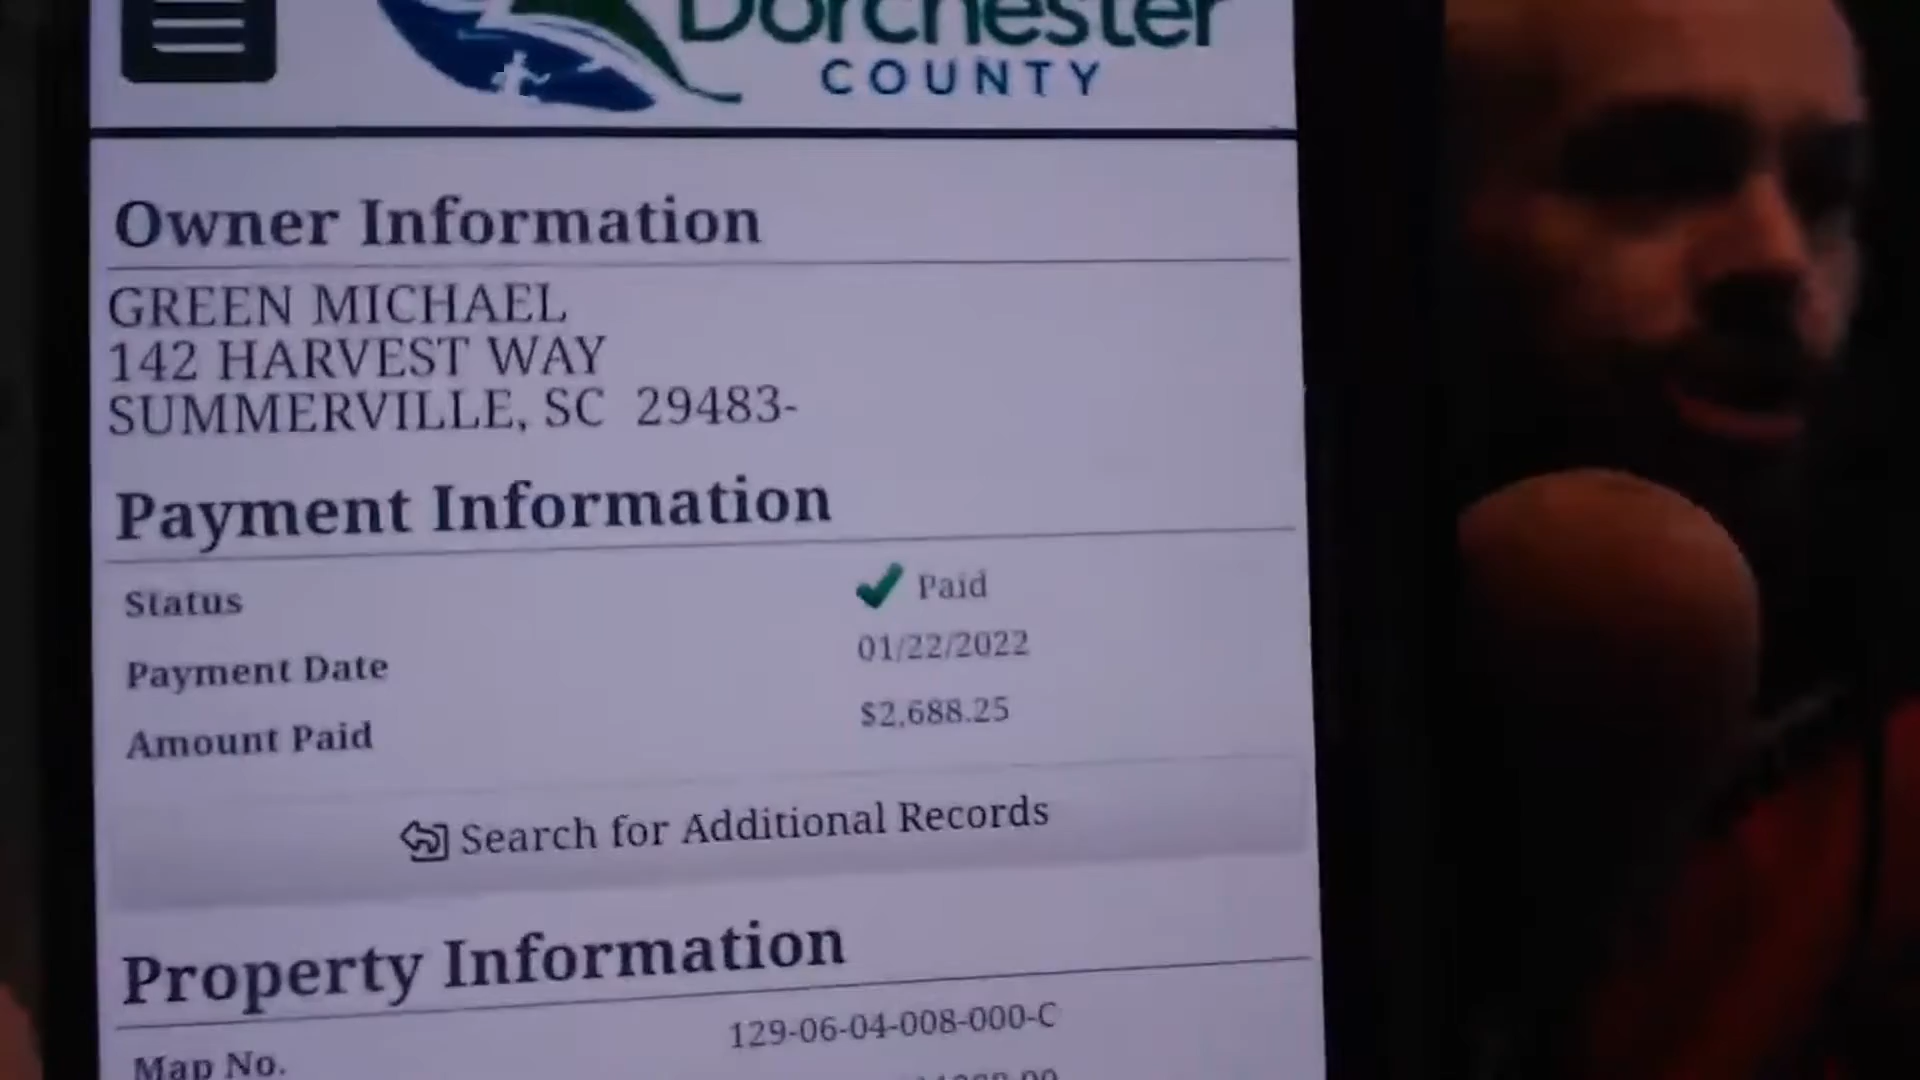 Dorchester
COUNTY
Owner Information
GREEN MICHAEL
142 HARVEST WAY
SUMMERVILLE, SC 29483-
Payment Information
Status Paid
Payment Date 01/22/2022
Amount Paid $2,688.25
Search for Additional Records
Property Information
Map No. 129-06-04-008-000-C